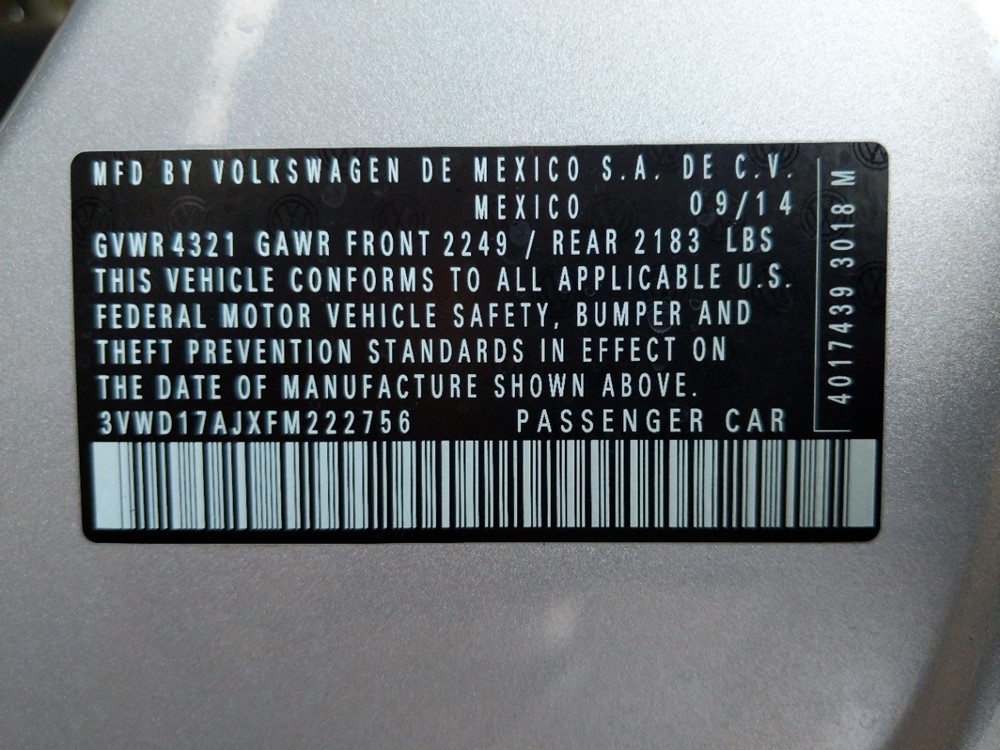 MFD BY VOLKSWAGEN DE MEXICO S.A. DE C.V.
MEXICO 09/14
GVWR 4321 GAWR FRONT 2249 / REAR 2183 LBS
THIS VEHICLE CONFORMS TO ALL APPLICABLE U.S.
FEDERAL MOTOR VEHICLE SAFETY, BUMPER AND
THEFT PREVENTION STANDARDS IN EFFECT ON
THE DATE OF MANUFACTURE SHOWN ABOVE.
3VWD17AJXFM222756 PASSENGER CAR
4017439 3018 M